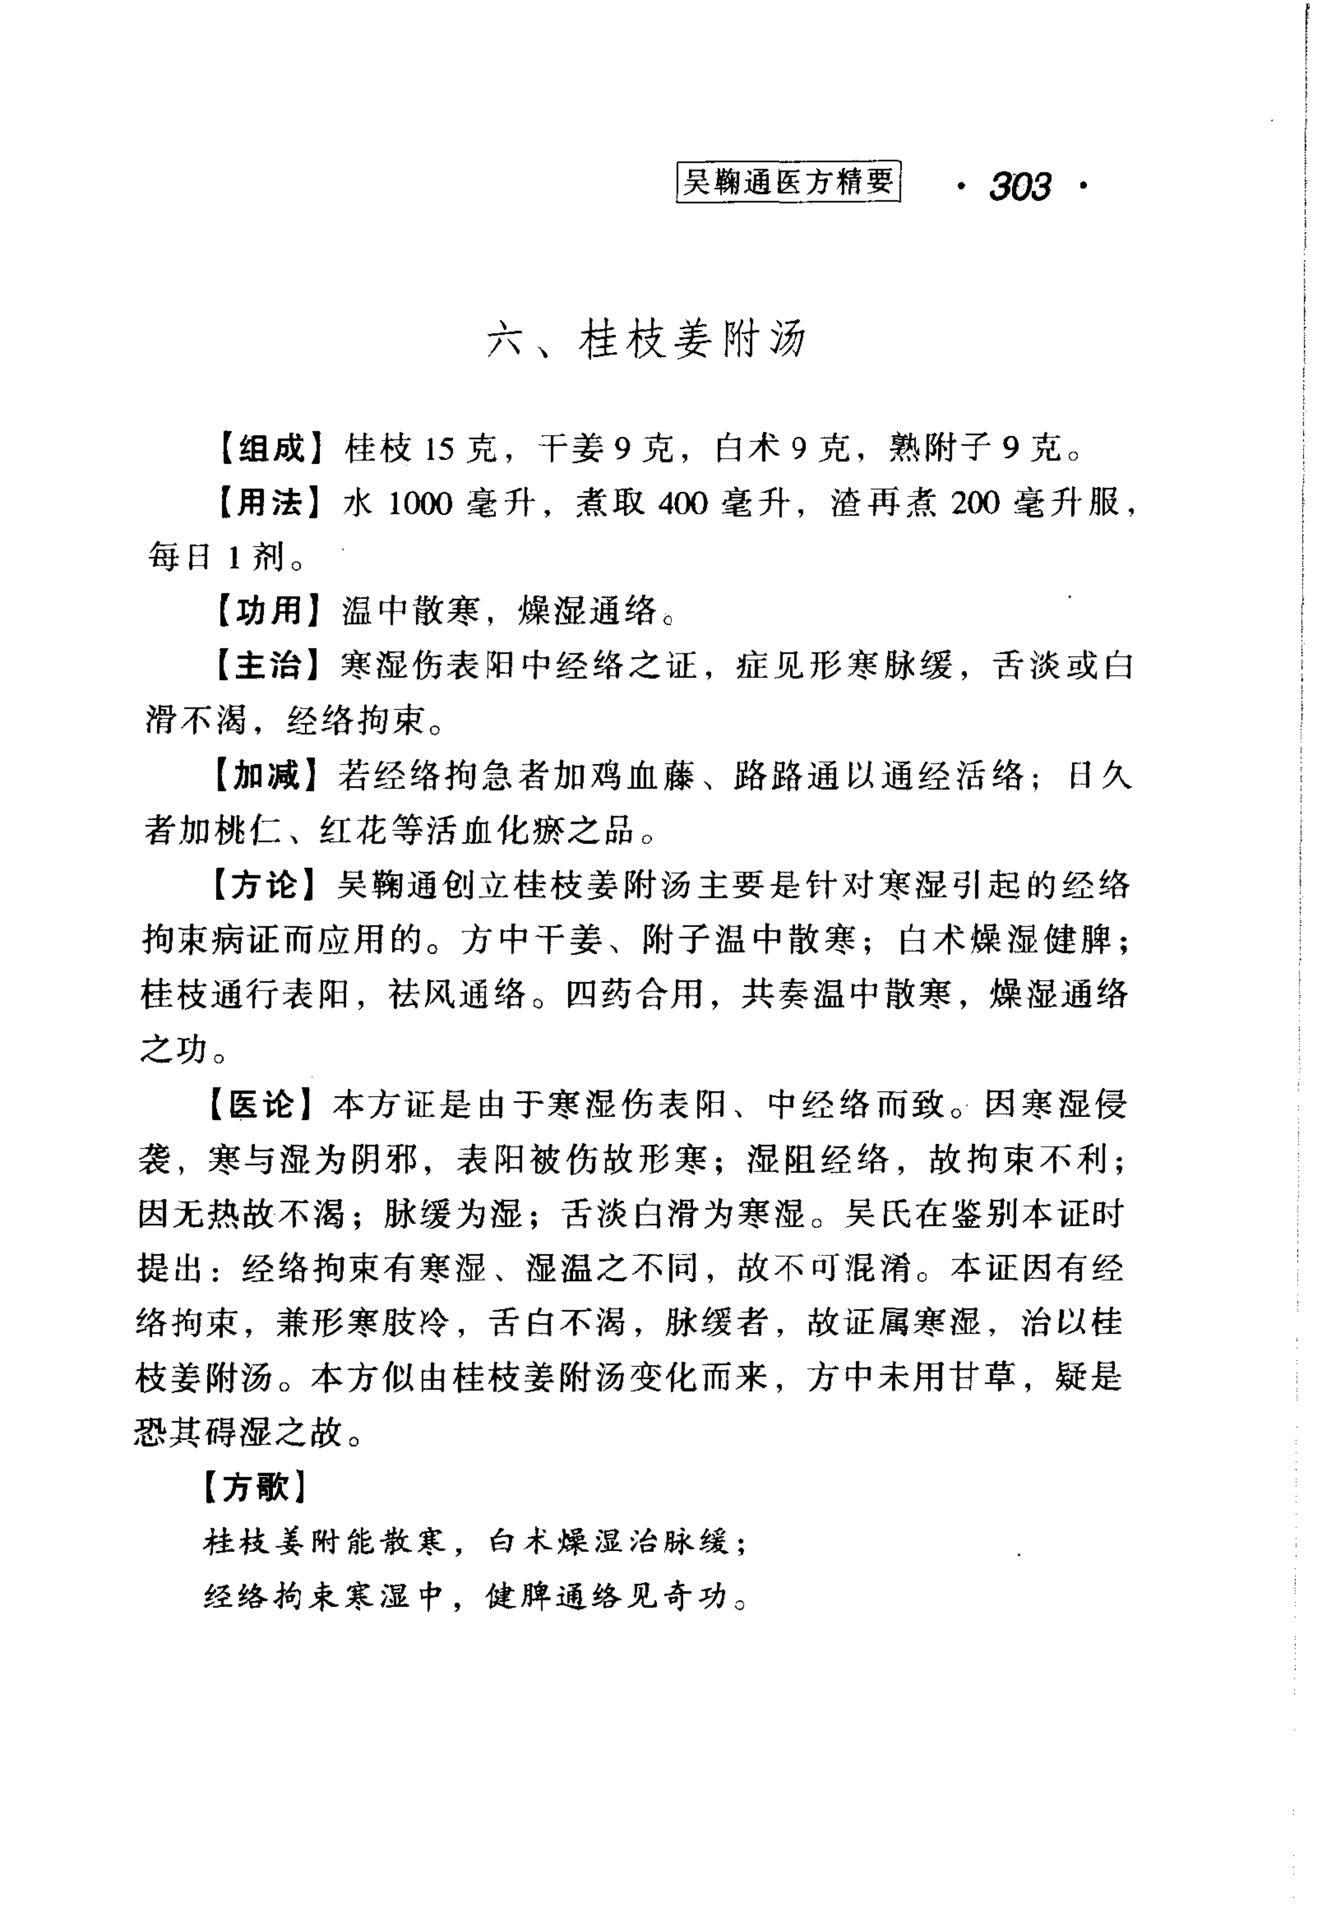 吴鞠通医方精要 · 303 ·
六、桂枝姜附汤
【组成】桂枝 15 克，干姜 9 克，白术 9 克，熟附子 9 克。
【用法】水 1000 毫升，煮取 400 毫升，渣再煮 200 毫升服，
每日 1 剂。
【功用】温中散寒，燥湿通络。
【主治】寒湿伤表阳中经络之证，症见形寒脉缓，舌淡或白
滑不渴，经络拘束。
【加减】若经络拘急者加鸡血藤、路路通以通经活络；日久
者加桃仁、红花等活血化瘀之品。
【方论】吴鞠通创立桂枝姜附汤主要是针对寒湿引起的经络
拘束病证而应用的。方中干姜、附子温中散寒；白术燥湿健脾；
桂枝通行表阳，祛风通络。四药合用，共奏温中散寒，燥湿通络
之功。
【医论】本方证是由于寒湿伤表阳、中经络而致。因寒湿侵
袭，寒与湿为阴邪，表阳被伤故形寒；湿阻经络，故拘束不利；
因无热故不渴；脉缓为湿；舌淡白滑为寒湿。吴氏在鉴别本证时
提出：经络拘束有寒湿、湿温之不同，故不可混淆。本证因有经
络拘束，兼形寒肢冷，舌白不渴，脉缓者，故证属寒湿，治以桂
枝姜附汤。本方似由桂枝姜附汤变化而来，方中未用甘草，疑是
恐其碍湿之故。
【方歌】
桂枝姜附能散寒，白术燥湿治脉缓；
经络拘束寒湿中，健脾通络见奇功。